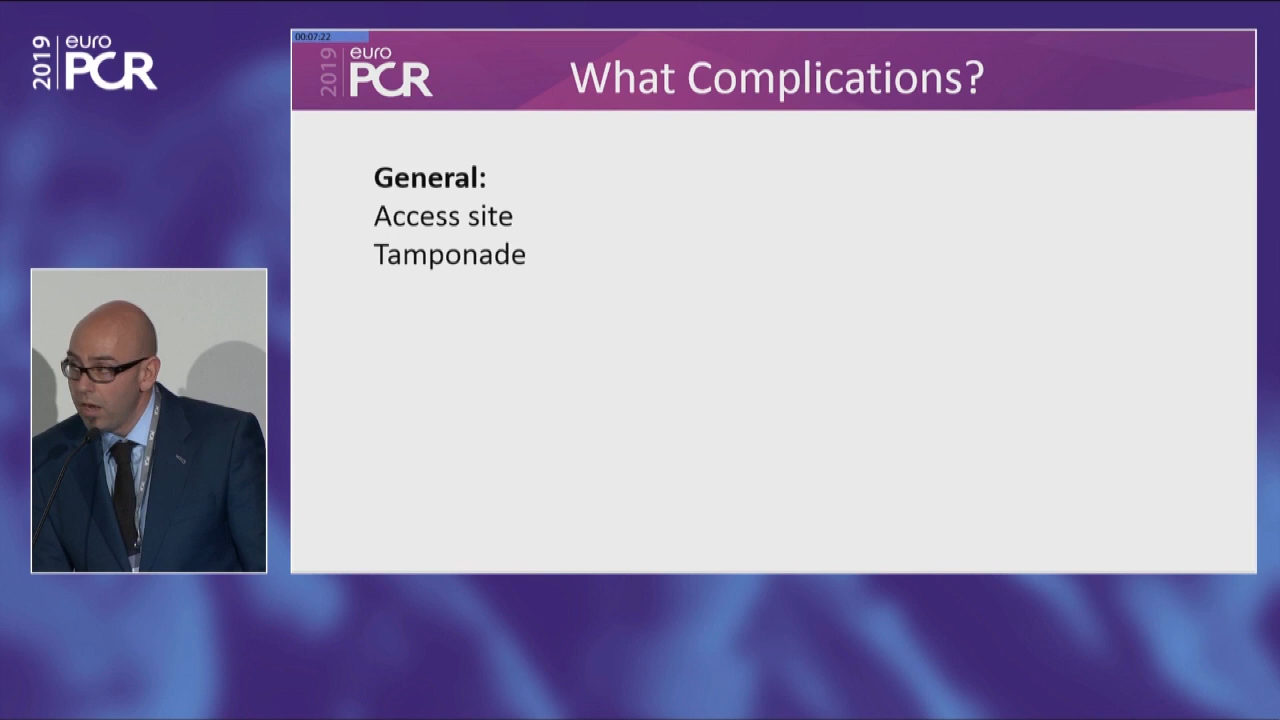 2019
euro
PCR
00:07:22
2019
euro
PCR
What Complications?
General:
Access site
Tamponade